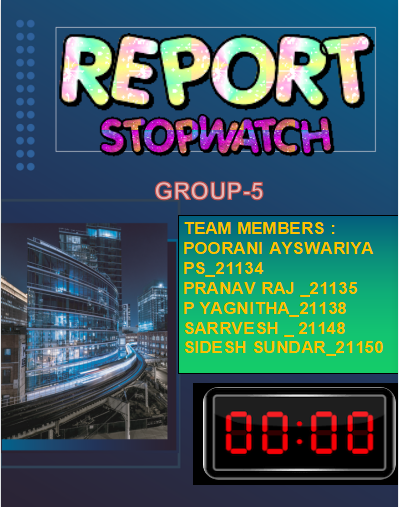 REPORT
STOPWATCH
GROUP-5
TEAM MEMBERS :
POORANI AYSWARIYA
PS_21134
PRANAV RAJ _21135
P YAGNITHA_21138
SARRVESH _ 21148
SIDESH SUNDAR_21150
00:00